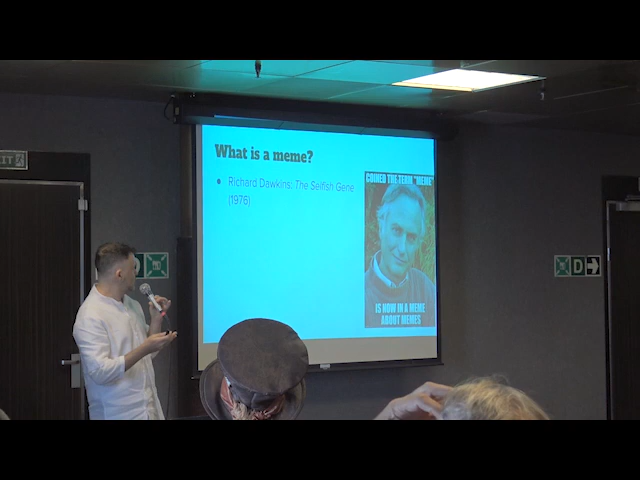 EXIT
What is a meme?
• Richard Dawkins: The Selfish Gene
(1976)
COINED THE TERM "MEME"
IS NOW IN A MEME
ABOUT MEMES
D
D